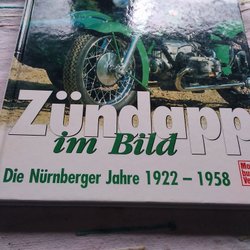 Zündapp
im Bild
Die Nürnberger Jahre 1922 – 1958